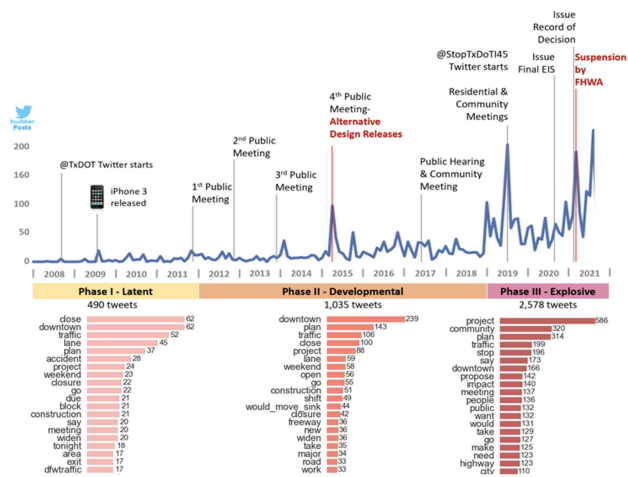 Issue
Record of
Decision
@StopTxDoTI45
Twitter starts
Issue
Final EIS
Suspension
by
FHWA
Residential &
Community
Meetings
4th Public
Meeting-
Alternative
Design Releases
twitter
Posts
2nd Public
Meeting
@TxDOT Twitter starts
iPhone 3
released
1st Public
Meeting
3rd Public
Meeting
Public Hearing
& Community
Meeting
200
150
100
50
0
2008 2009 2010 2011 2012 2013 2014 2015 2016 2017 2018 2019 2020 2021
Phase I - Latent
Phase II - Developmental
Phase III - Explosive
490 tweets
1,035 tweets
2,578 tweets
close 62
downtown 62
traffic 52
lane 45
plan 37
accident 28
project 24
weekend 23
closure 22
go 22
due 21
block 21
construction 21
say 20
meeting 20
widen 20
tonight 18
area 17
exit 17
dfwtraffic 17
downtown 239
plan 143
traffic 106
close 100
project 88
lane 59
weekend 58
open 56
go 55
construction 51
shift 49
would_move_sink 44
closure 42
freeway 36
new 36
widen 36
take 35
major 34
road 33
work 33
project 586
community 320
plan 314
traffic 199
stop 196
say 173
downtown 166
propose 142
impact 140
meeting 137
people 136
public 132
want 132
would 131
take 129
go 127
make 125
need 123
highway 123
city 110